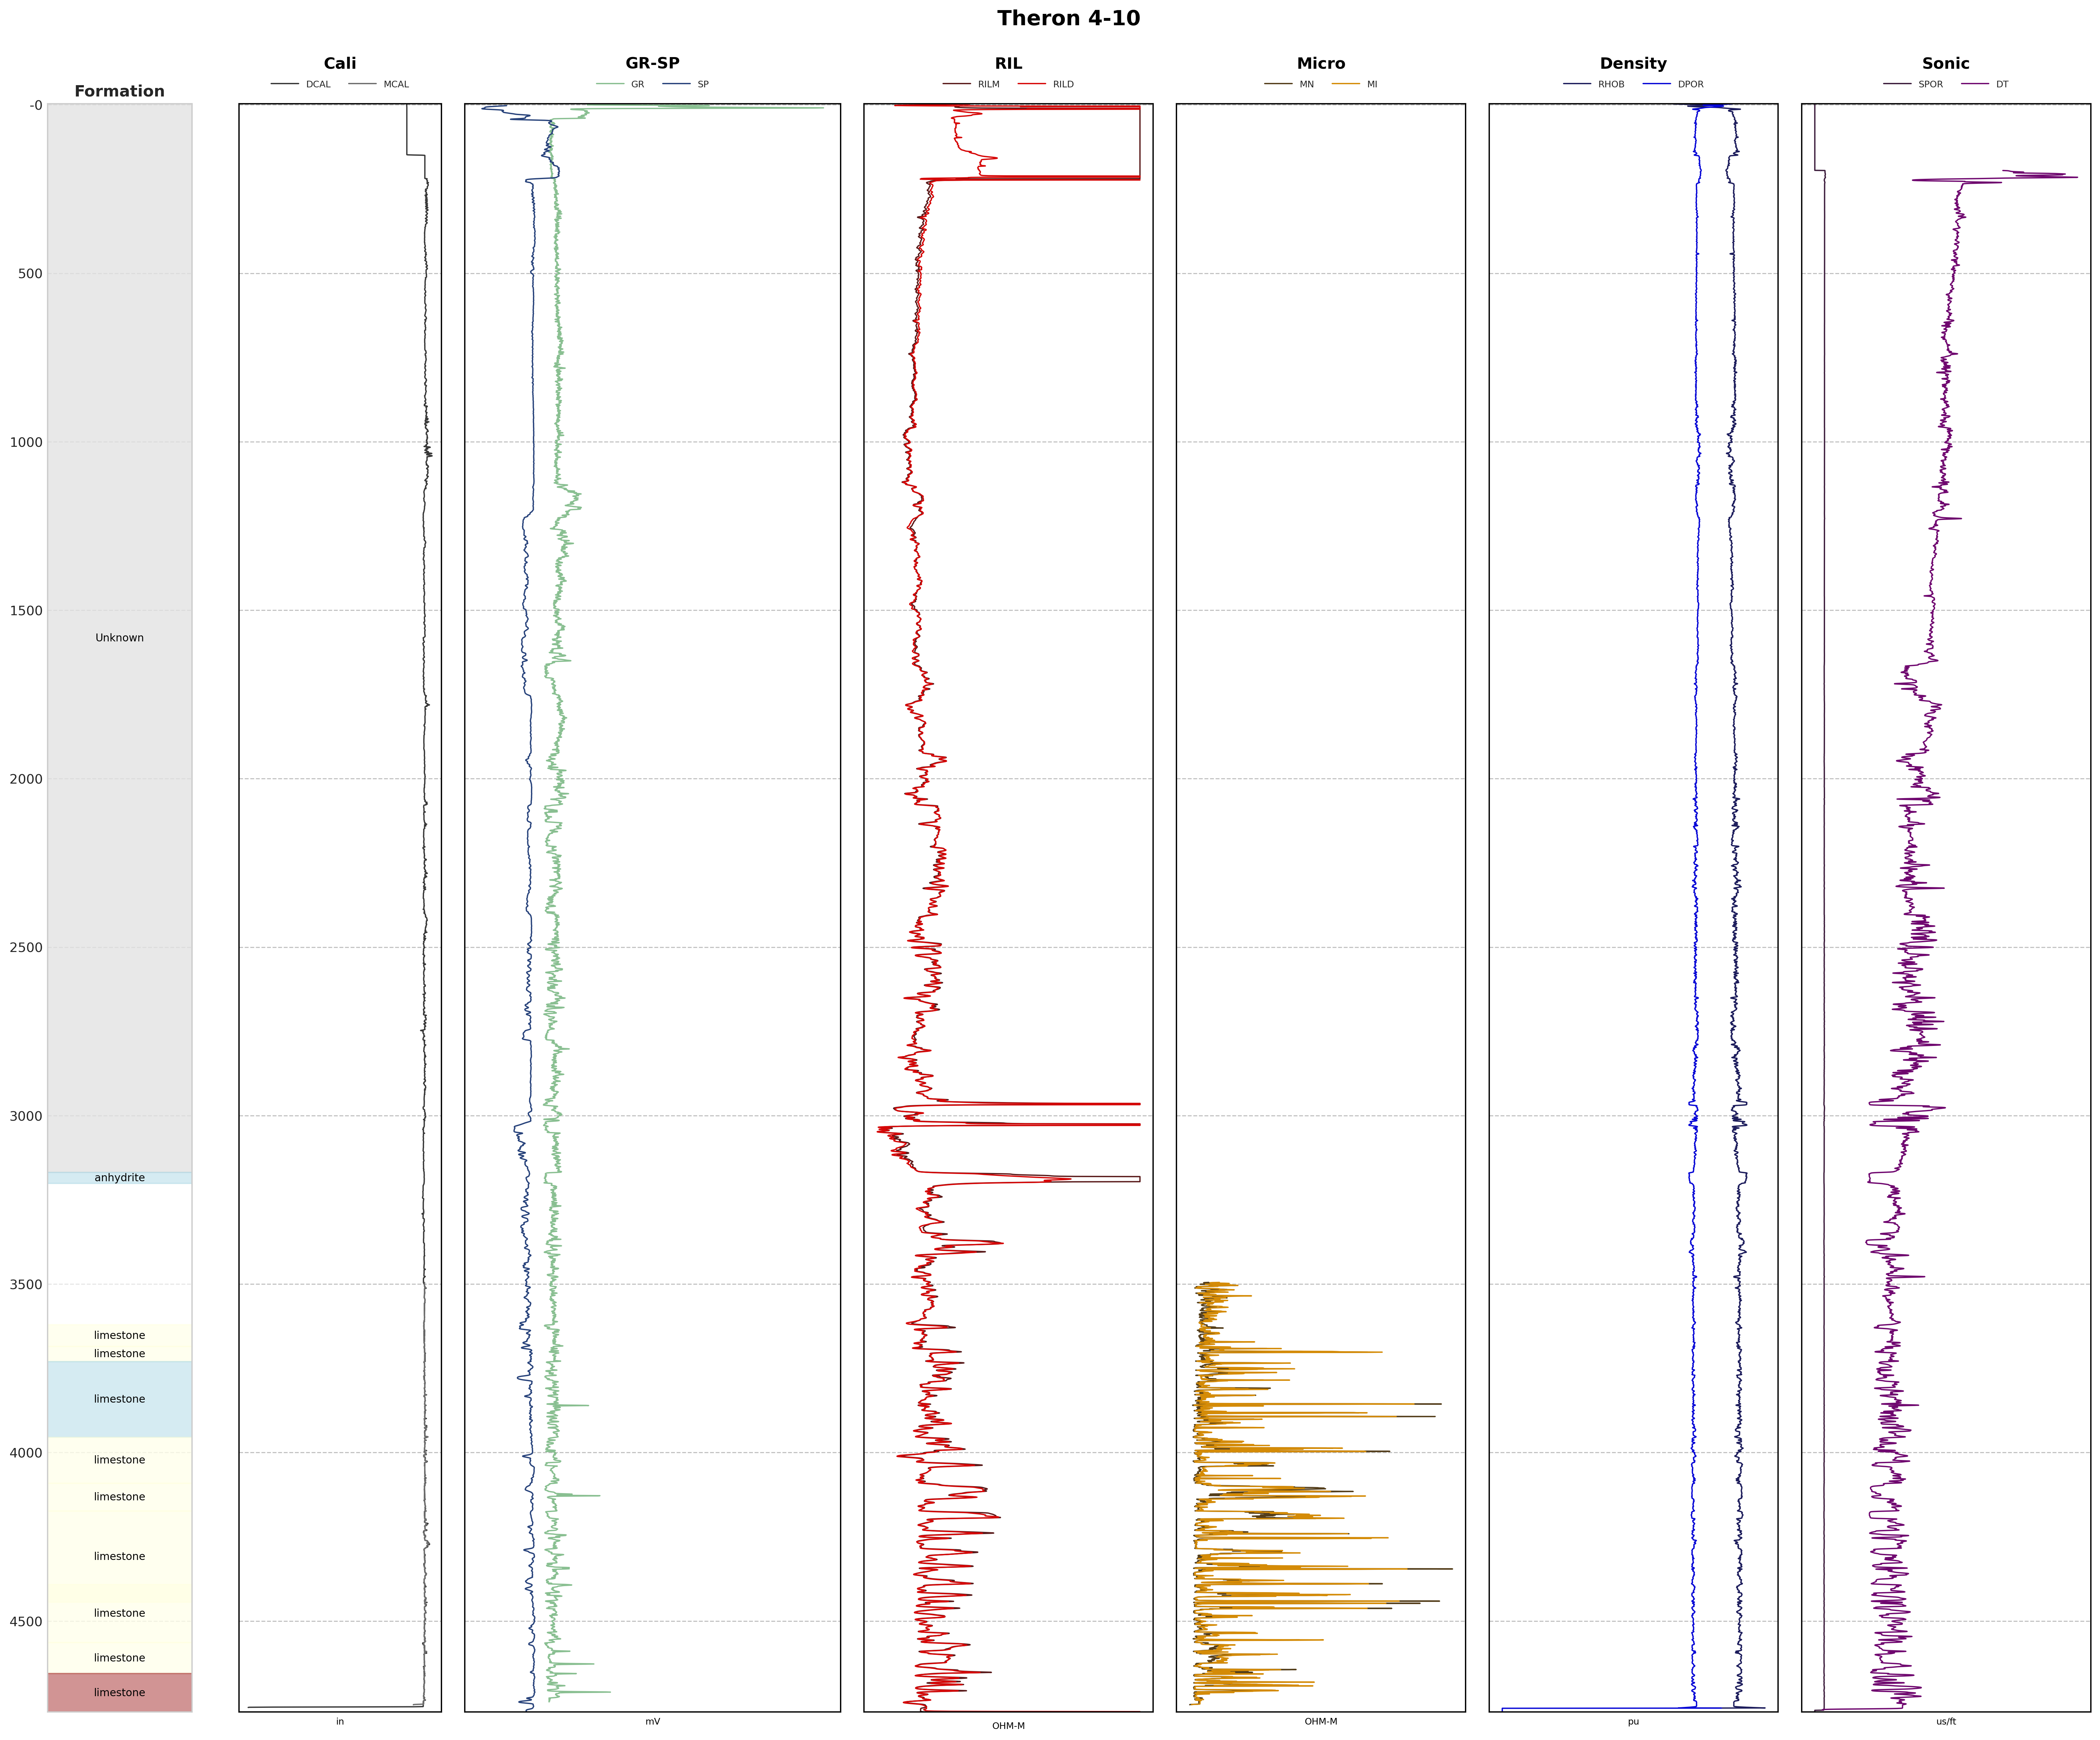 Theron 4-10
Formation
Cali
GR-SP
RIL
Micro
Density
Sonic
DCAL MCAL
GR SP
RILM RILD
MN MI
RHOB DPOR
SPOR DT
-0
500
1000
1500
Unknown
2000
2500
3000
anhydrite
3500
limestone
limestone
limestone
4000
limestone
limestone
limestone
limestone
4500
limestone
limestone
in
mV
OHM-M
OHM-M
pu
us/ft